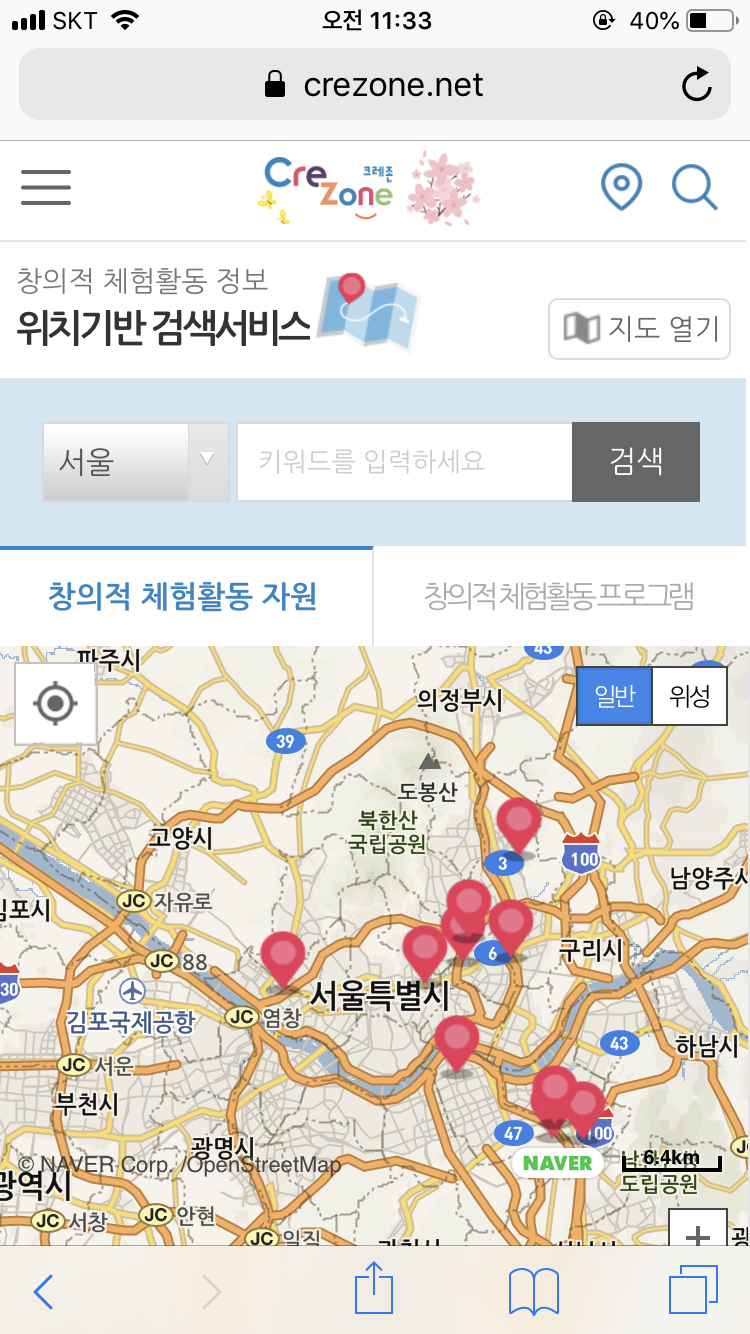 SKT 오전 11:33 40%
crezone.net
CreZone 크레존
창의적 체험활동 정보
위치기반 검색서비스
지도 열기
서울 키워드를 입력하세요 검색
창의적 체험활동 자원 창의적 체험활동 프로그램
파주시
43
일반 위성
의정부시
39
도봉산
북한산
국립공원
고양시
3
100
남양주시
JC 자유로
김포시
6
구리시
JC 88
30
서울특별시
김포국제공항
JC 염창
43
하남시
JC 서운
부천시
47
100
광명시
© NAVER Corp. /OpenStreetMap
NAVER
6.4km
도립공원
광역시
JC
JC 서창
JC 안현
JC 일직
+